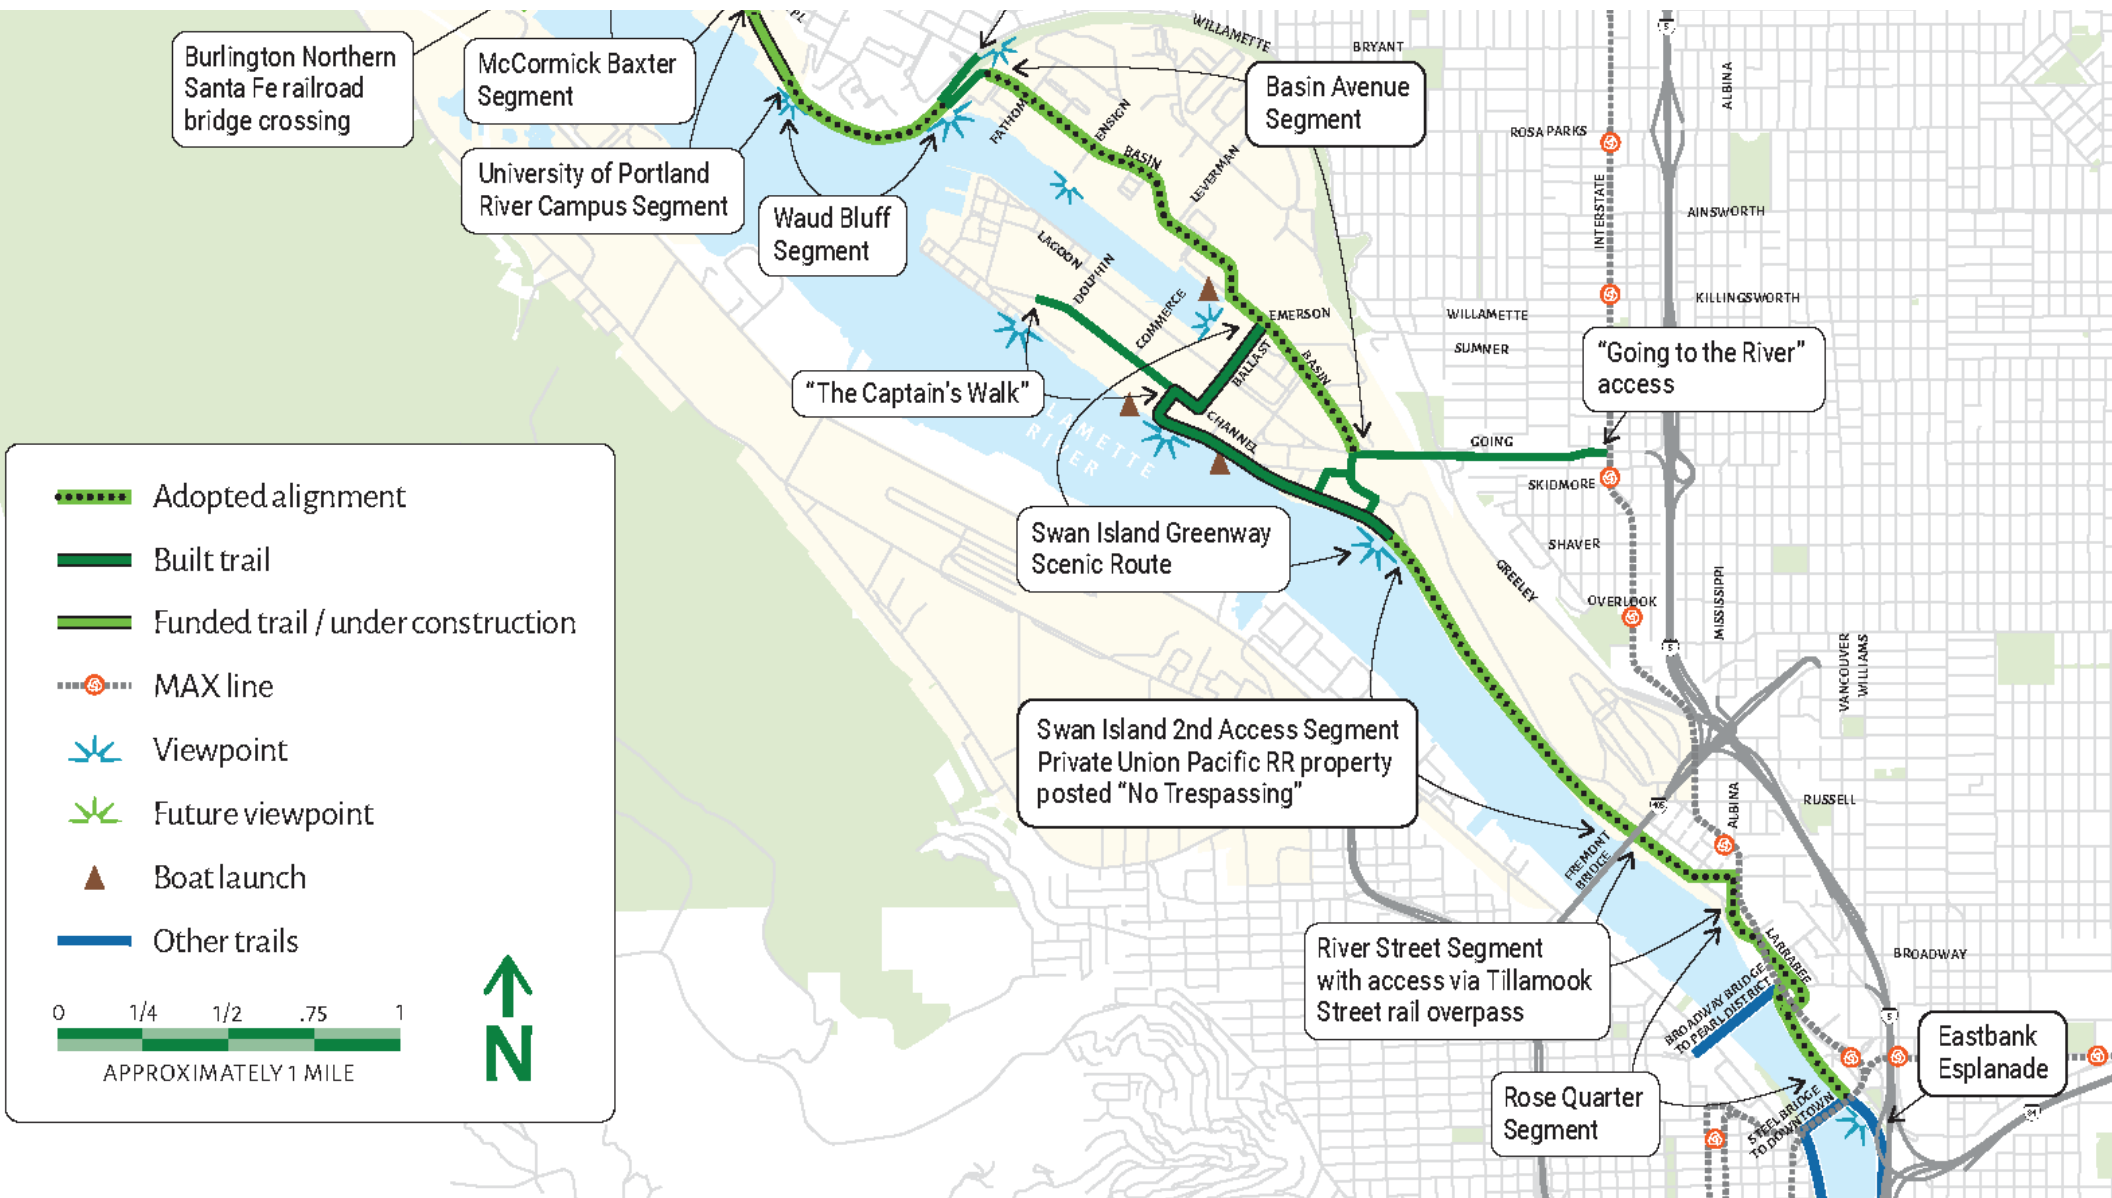 PL
WILLAMETTE
BRYANT
ALBINA
5
Burlington Northern
Santa Fe railroad
bridge crossing
McCormick Baxter
Segment
Basin Avenue
Segment
ROSA PARKS
FATHOM
ENSIGN
BASIN
LEVERMAN
University of Portland
River Campus Segment
Waud Bluff
Segment
INTERSTATE
AINSWORTH
LAGOON
DOLPHIN
COMMERCE
EMERSON
BALLAST
BASIN
WILLAMETTE
SUMNER
KILLINGSWORTH
"Going to the River"
access
"The Captain's Walk"
CHANNEL
LAMETTE
RIVER
GOING
SKIDMORE
SHAVER
Swan Island Greenway
Scenic Route
GREELEY
OVERLOOK
MISSISSIPPI
5
VANCOUVER
WILLIAMS
Swan Island 2nd Access Segment
Private Union Pacific RR property
posted "No Trespassing"
405
ALBINA
RUSSELL
FREMONT
BRIDGE
River Street Segment
with access via Tillamook
Street rail overpass
LARRABEE
BROADWAY
BROADWAY BRIDGE
TO PEARL DISTRICT
5
Eastbank
Esplanade
Rose Quarter
Segment
STEEL BRIDGE
TO DOWNTOWN
84
Adopted alignment
Built trail
Funded trail / under construction
MAX line
Viewpoint
Future viewpoint
Boat launch
Other trails
0 1/4 1/2 .75 1
APPROXIMATELY 1 MILE
N